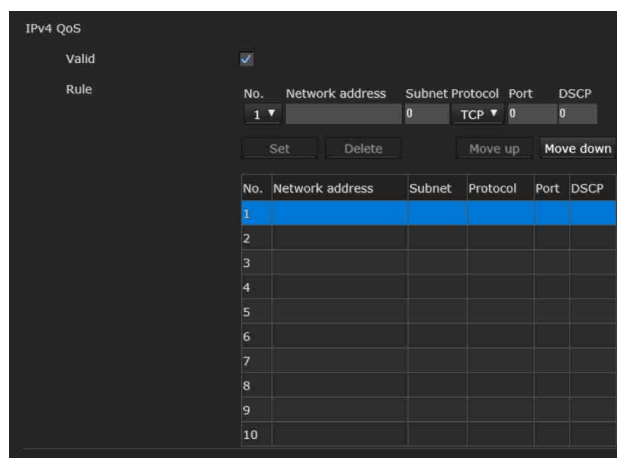 IPv4 QoS
Valid
Rule
No. Network address Subnet Protocol Port DSCP
1 0 TCP 0 0
Set Delete Move up Move down
No. Network address Subnet Protocol Port DSCP
1
2
3
4
5
6
7
8
9
10